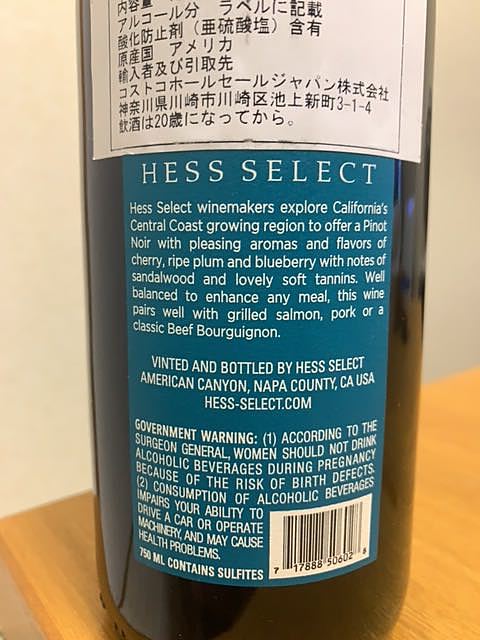 内容量
アルコール分 ラベルに記載
酸化防止剤（亜硫酸塩）含有
原産国 アメリカ
輸入者及び引取先
コストコホールセールジャパン株式会社
神奈川県川崎市川崎区池上新町3-1-4
飲酒は20歳になってから。
HESS SELECT
Hess Select winemakers explore California's
Central Coast growing region to offer a Pinot
Noir with pleasing aromas and flavors of
cherry, ripe plum and blueberry with notes of
sandalwood and lovely soft tannins. Well
balanced to enhance any meal, this wine
pairs well with grilled salmon, pork or a
classic Beef Bourguignon.
VINTED AND BOTTLED BY HESS SELECT
AMERICAN CANYON, NAPA COUNTY, CA USA
HESS-SELECT.COM
GOVERNMENT WARNING: (1) ACCORDING TO THE
SURGEON GENERAL, WOMEN SHOULD NOT DRINK
ALCOHOLIC BEVERAGES DURING PREGNANCY
BECAUSE OF THE RISK OF BIRTH DEFECTS.
(2) CONSUMPTION OF ALCOHOLIC BEVERAGES
IMPAIRS YOUR ABILITY TO
DRIVE A CAR OR OPERATE
MACHINERY, AND MAY CAUSE
HEALTH PROBLEMS.
750 ML CONTAINS SULFITES
7 17888 50602 8